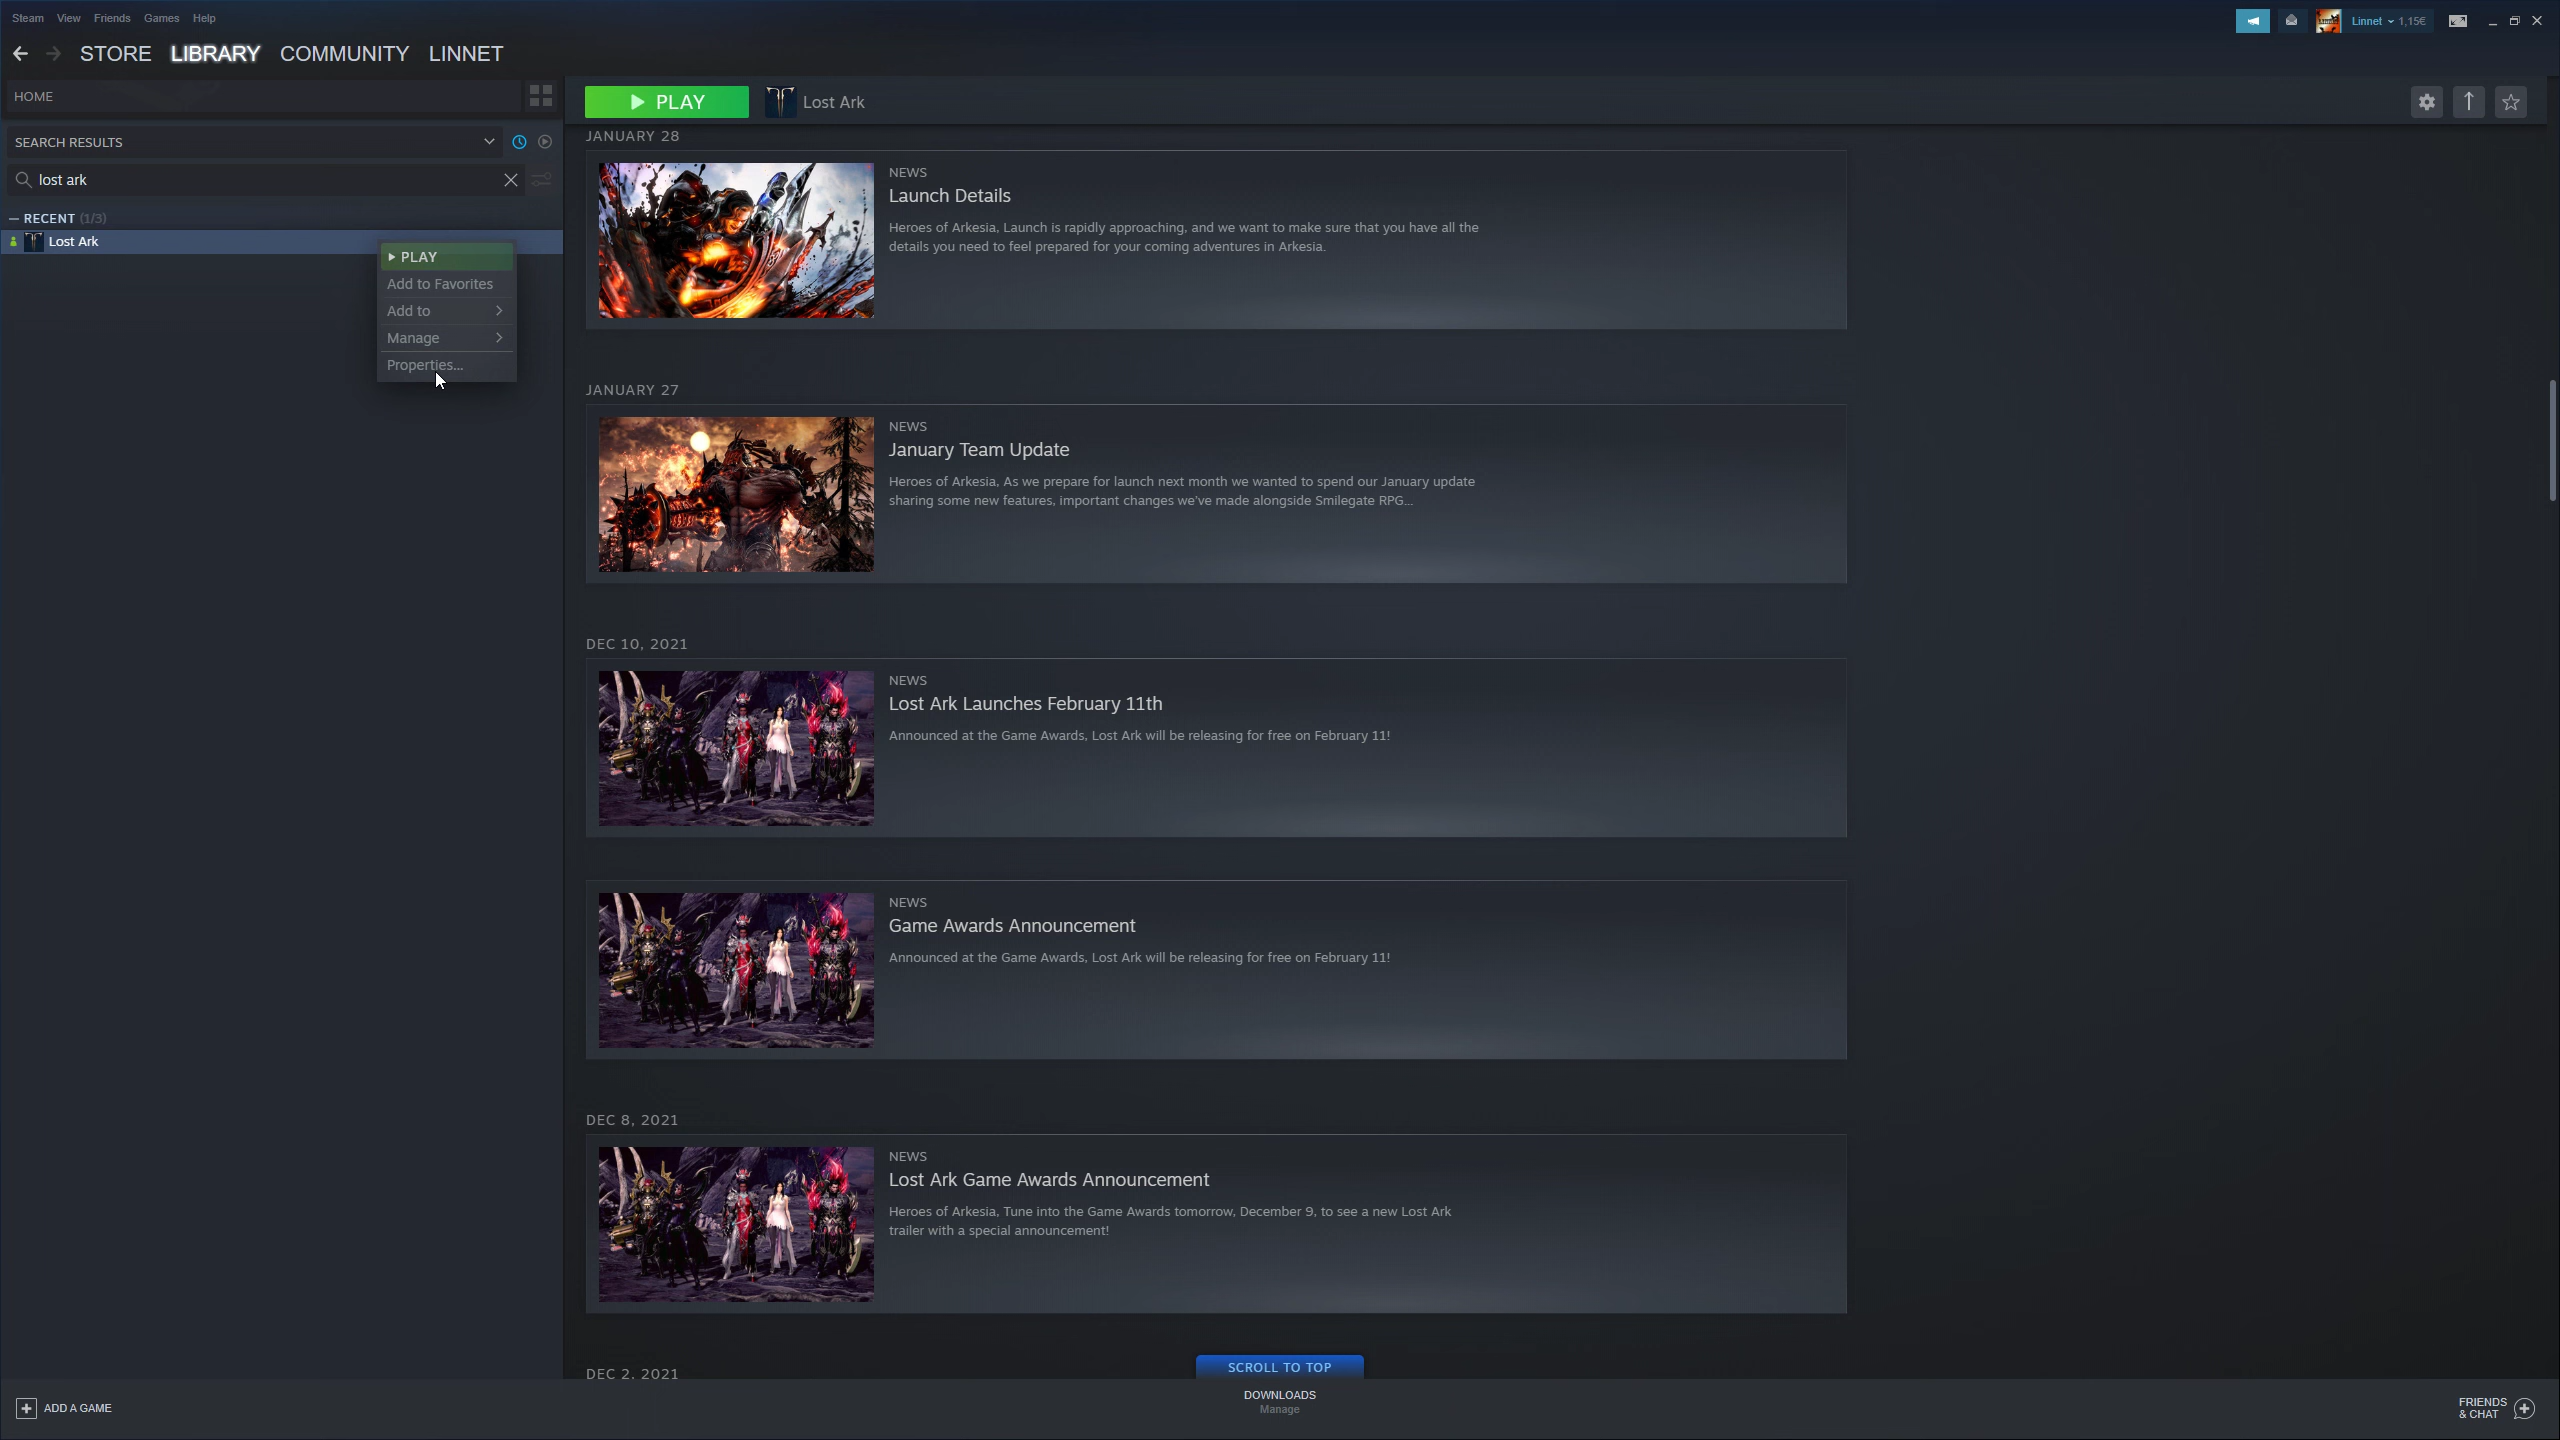 Steam View Friends Games Help
Linnet 1,15€
STORE LIBRARY COMMUNITY LINNET
HOME
SEARCH RESULTS
lost ark
RECENT (1/3)
Lost Ark
PLAY
Add to Favorites
Add to
Manage
Properties...
PLAY Lost Ark
JANUARY 28
NEWS
Launch Details
Heroes of Arkesia, Launch is rapidly approaching, and we want to make sure that you have all the
details you need to feel prepared for your coming adventures in Arkesia.
JANUARY 27
NEWS
January Team Update
Heroes of Arkesia, As we prepare for launch next month we wanted to spend our January update
sharing some new features, important changes we've made alongside Smilegate RPG...
DEC 10, 2021
NEWS
Lost Ark Launches February 11th
Announced at the Game Awards, Lost Ark will be releasing for free on February 11!
NEWS
Game Awards Announcement
Announced at the Game Awards, Lost Ark will be releasing for free on February 11!
DEC 8, 2021
NEWS
Lost Ark Game Awards Announcement
Heroes of Arkesia, Tune into the Game Awards tomorrow, December 9, to see a new Lost Ark
trailer with a special announcement!
DEC 2, 2021
SCROLL TO TOP
ADD A GAME
DOWNLOADS
Manage
FRIENDS
& CHAT